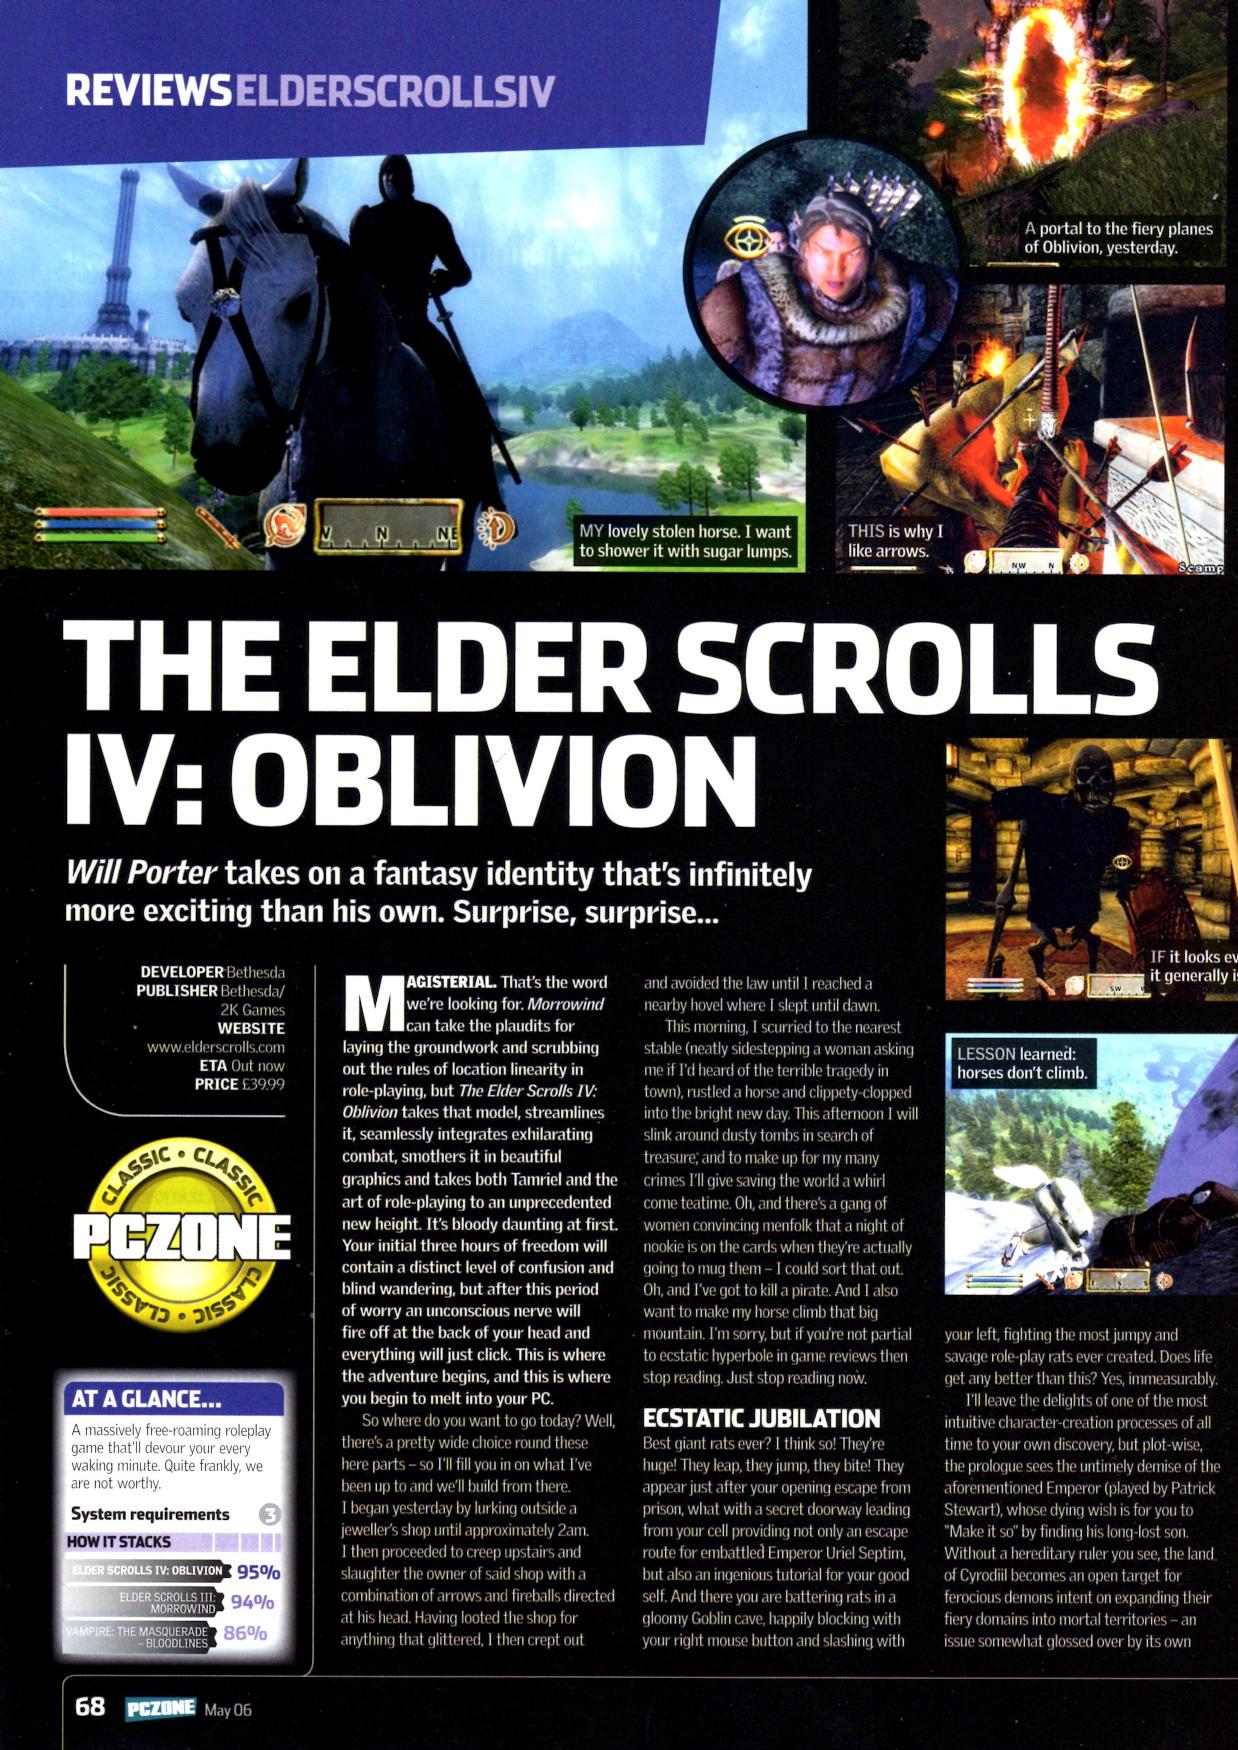 REVIEWSELDERSCROLLSIV
A portal to the fiery planes
of Oblivion, yesterday.
MY lovely stolen horse. I want
to shower it with sugar lumps.
N
NE
THIS is why I
like arrows.
NW N
Scamp
THE ELDER SCROLLS
IV: OBLIVION
Will Porter takes on a fantasy identity that's infinitely
more exciting than his own. Surprise, surprise...
DEVELOPER Bethesda
PUBLISHER Bethesda/
2K Games
WEBSITE
www.elderscrolls.com
ETA Out now
PRICE £39.99
CLASSIC • CLASSIC
PCZONE
CLASSIC • CLASSIC
AT A GLANCE...
A massively free-roaming roleplay
game that'll devour your every
waking minute. Quite frankly, we
are not worthy.
System requirements 3
HOW IT STACKS
ELDER SCROLLS IV: OBLIVION 95%
ELDER SCROLLS III:
MORROWIND 94%
VAMPIRE: THE MASQUERADE
– BLOODLINES 86%
MAGISTERIAL. That's the word
we're looking for. Morrowind
can take the plaudits for
laying the groundwork and scrubbing
out the rules of location linearity in
role-playing, but The Elder Scrolls IV:
Oblivion takes that model, streamlines
it, seamlessly integrates exhilarating
combat, smothers it in beautiful
graphics and takes both Tamriel and the
art of role-playing to an unprecedented
new height. It's bloody daunting at first.
Your initial three hours of freedom will
contain a distinct level of confusion and
blind wandering, but after this period
of worry an unconscious nerve will
fire off at the back of your head and
everything will just click. This is where
the adventure begins, and this is where
you begin to melt into your PC.
So where do you want to go today? Well,
there's a pretty wide choice round these
here parts – so I'll fill you in on what I've
been up to and we'll build from there.
I began yesterday by lurking outside a
jeweller's shop until approximately 2am.
I then proceeded to creep upstairs and
slaughter the owner of said shop with a
combination of arrows and fireballs directed
at his head. Having looted the shop for
anything that glittered, I then crept out
and avoided the law until I reached a
nearby hovel where I slept until dawn.
This morning, I scurried to the nearest
stable (neatly sidestepping a woman asking
me if I'd heard of the terrible tragedy in
town), rustled a horse and clippety-clopped
into the bright new day. This afternoon I will
slink around dusty tombs in search of
treasure; and to make up for my many
crimes I'll give saving the world a whirl
come teatime. Oh, and there's a gang of
women convincing menfolk that a night of
nookie is on the cards when they're actually
going to mug them – I could sort that out.
Oh, and I've got to kill a pirate. And I also
want to make my horse climb that big
mountain. I'm sorry, but if you're not partial
to ecstatic hyperbole in game reviews then
stop reading. Just stop reading now.
ECSTATIC JUBILATION
Best giant rats ever? I think so! They're
huge! They leap, they jump, they bite! They
appear just after your opening escape from
prison, what with a secret doorway leading
from your cell providing not only an escape
route for embattled Emperor Uriel Septim,
but also an ingenious tutorial for your good
self. And there you are battering rats in a
gloomy Goblin cave, happily blocking with
your right mouse button and slashing with
IF it looks ev
it generally is
SW
LESSON learned:
horses don't climb.
your left, fighting the most jumpy and
savage role-play rats ever created. Does life
get any better than this? Yes, immeasurably.
I'll leave the delights of one of the most
intuitive character-creation processes of all
time to your own discovery, but plot-wise,
the prologue sees the untimely demise of the
aforementioned Emperor (played by Patrick
Stewart), whose dying wish is for you to
"Make it so" by finding his long-lost son.
Without a hereditary ruler you see, the land
of Cyrodiil becomes an open target for
ferocious demons intent on expanding their
fiery domains into mortal territories – an
issue somewhat glossed over by its own
68 PCZONE May 06